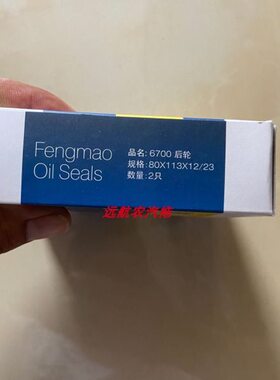 Fengmao
Oil Seals
品名: 6700 后轮
规格: 80X113X12/23
数量: 2只
远航农汽修